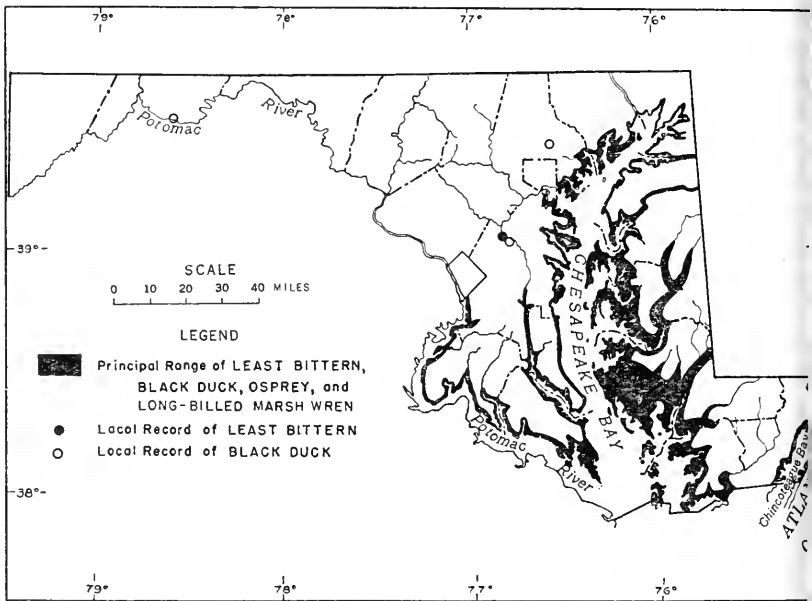 79°
78°
77°
76°
Potomac
River
39°
SCALE
0 10 20 30 40 MILES
LEGEND
Principal Range of LEAST BITTERN,
BLACK DUCK, OSPREY, and
LONG-BILLED MARSH WREN
Local Record of LEAST BITTERN
Local Record of BLACK DUCK
CHESAPEAKE BAY
Potomac
River
38°
Chincoteague Bay
ATLA
79°
78°
77°
76°